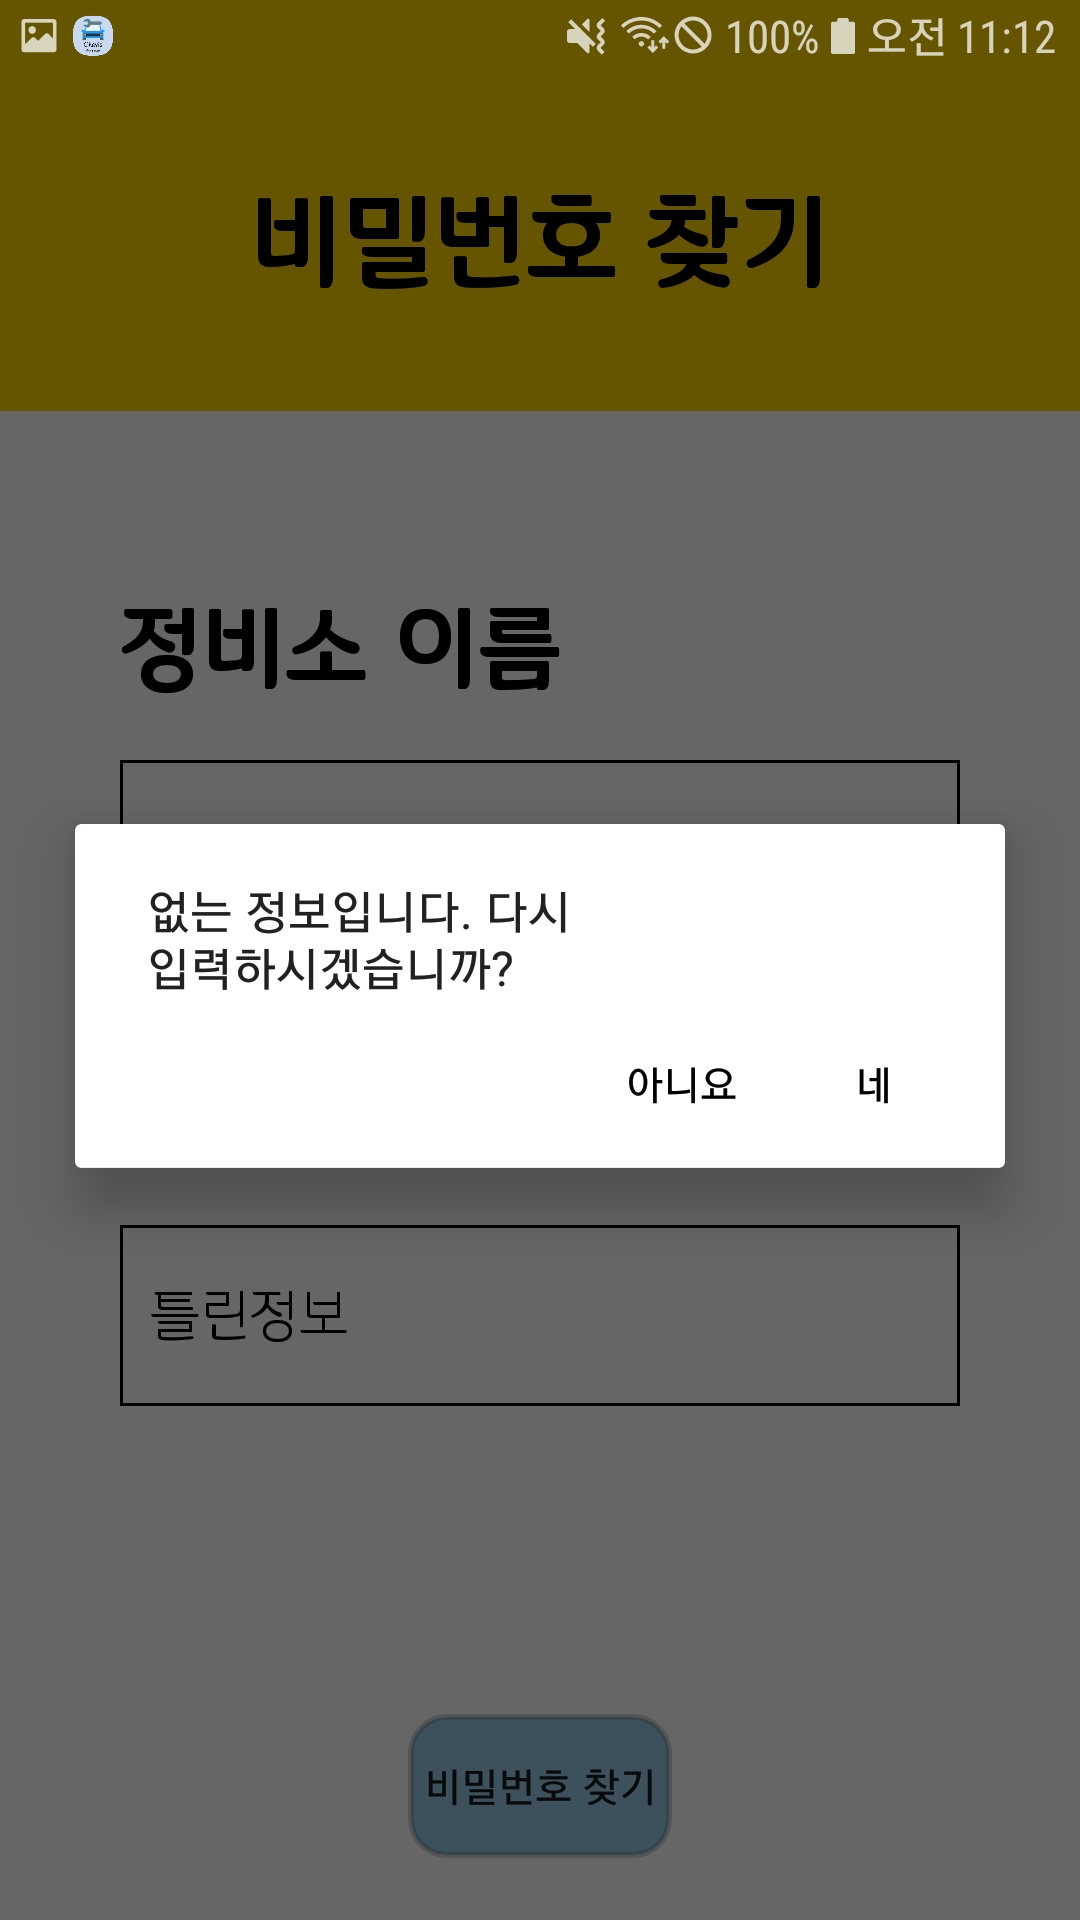 100% 오전 11:12
비밀번호 찾기
정비소 이름
없는 정보입니다. 다시
입력하시겠습니까?
아니요 네
틀린정보
비밀번호 찾기